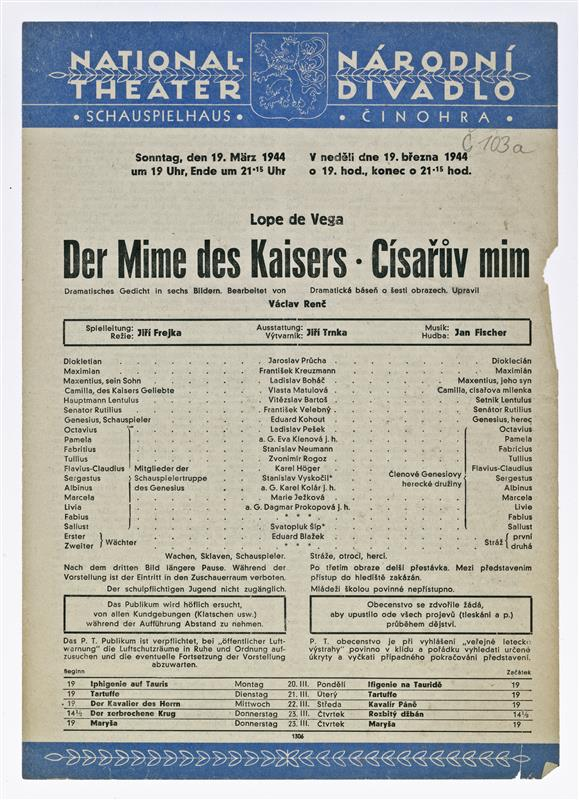 NATIONAL- NÁRODNÍ
THEATER DIVADLO
• SCHAUSPIELHAUS • • ČINOHRA •
Č 103a
Sonntag, den 19. März 1944 V neděli dne 19. března 1944
um 19 Uhr, Ende um 21·15 Uhr o 19. hod., konec o 21·15 hod.
Lope de Vega
Der Mime des Kaisers · Císařův mim
Dramatisches Gedicht in sechs Bildern. Bearbeitet von Dramatická báseň o šesti obrazech. Upravil
Václav Renč
Spielleitung: Režie: Jiří Frejka Ausstattung: Výtvarník: Jiří Trnka Musik: Hudba: Jan Fischer
Diokletian . . . . Jaroslav Průcha . . . . Dioklecián
Maximian . . . . František Kreuzmann . . . . Maximián
Maxentius, sein Sohn . . . . Ladislav Boháč . . . . Maxentius, jeho syn
Camilla, des Kaisers Geliebte . . . . Vlasta Matulová . . . . Camilla, císařova milenka
Hauptmann Lentulus . . . . Vítězslav Bartoš . . . . Setník Lentulus
Senator Rutilius . . . . František Velebný . . . . Senátor Rutilius
Genesius, Schauspieler . . . . Eduard Kohout . . . . Genesius, herec
Octavius . . . . Ladislav Pešek . . . . Octavius
Pamela . . . . a. G. Eva Klenová j. h. . . . . Pamela
Fabritius . . . . Stanislav Neumann . . . . Fabricius
Tullius . . . . Zvonimir Rogoz . . . . Tullius
Flavius-Claudius Mitglieder der . . . . Karel Höger . . . . Členové Genesiovy Flavius-Claudius
Sergestus Schauspielertruppe . . . . Stanislav Vyskočil* . . . . herecké družiny Sergestus
Albinus des Genesius . . . . a. G. Karel Kolár j. h. . . . . Albinus
Marcela . . . . Marie Ježková . . . . Marcela
Livia . . . . a. G. Dagmar Prokopová j. h. . . . . Livia
Fabius . . . . * * * . . . . Fabius
Sallust . . . . Svatopluk Šíp* . . . . Sallust
Erster Wächter . . . . Eduard Blažek . . . . Stráž první
Zweiter . . . . * * * . . . . druhá
Wachen, Sklaven, Schauspieler. Stráže, otroci, herci.
Nach dem dritten Bild längere Pause. Während der Po třetím obraze delší přestávka. Mezi představením
Vorstellung ist der Eintritt in den Zuschauerraum verboten. přístup do hlediště zakázán.
Der schulpflichtigen Jugend nicht zugänglich. Mládeži školou povinné nepřístupno.
Das Publikum wird höflich ersucht, Obecenstvo se zdvořile žádá,
von allen Kundgebungen (Klatschen usw.) aby upustilo ode všech projevů (tleskání a p.)
während der Aufführung Abstand zu nehmen. průběhem dějství.
Das P. T. Publikum ist verpflichtet, bei „öffentlicher Luft- P. T. obecenstvo je při vyhlášení „veřejné letecké
warnung" die Luftschutzräume in Ruhe und Ordnung auf- výstrahy" povinno v klidu a pořádku vyhledati určené
zusuchen und die eventuelle Fortsetzung der Vorstellung úkryty a vyčkati případného pokračování představení.
abzuwarten.
Beginn Začátek
19 Iphigenie auf Tauris Montag 20. III. Pondělí Ifigenie na Tauridě 19
19 Tartuffe Dienstag 21. III. Úterý Tartuffe 19
19 Der Kavalier des Herrn Mittwoch 22. III. Středa Kavalír Páně 19
14½ Der zerbrochene Krug Donnerstag 23. III. Čtvrtek Rozbitý džbán 14½
19 Maryša Donnerstag 23. III. Čtvrtek Maryša 19
1306